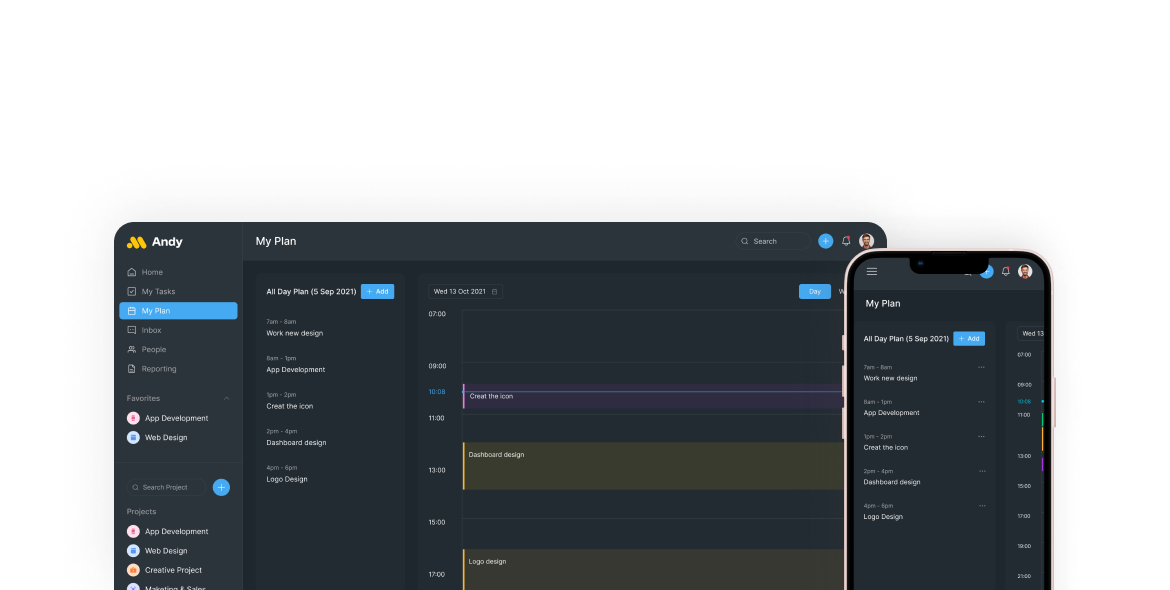 Andy
Home
My Tasks
My Plan
Inbox
People
Reporting
Favorites
App Development
Web Design
Search Project
Projects
App Development
Web Design
Creative Project
Maketing & Sales
My Plan
Search
All Day Plan (5 Sep 2021)
+ Add
7am - 8am
Work new design
8am - 1pm
App Development
1pm - 2pm
Creat the icon
2pm - 4pm
Dashboard design
4pm - 6pm
Logo Design
Wed 13 Oct 2021
Day
W
07:00
09:00
10:08
11:00
13:00
15:00
17:00
Creat the icon
Dashboard design
Logo design
My Plan
All Day Plan (5 Sep 2021)
+ Add
7am - 8am
Work new design
8am - 1pm
App Development
1pm - 2pm
Creat the icon
2pm - 4pm
Dashboard design
4pm - 6pm
Logo Design
Wed 13
07:00
09:00
10:08
11:00
13:00
15:00
17:00
19:00
21:00